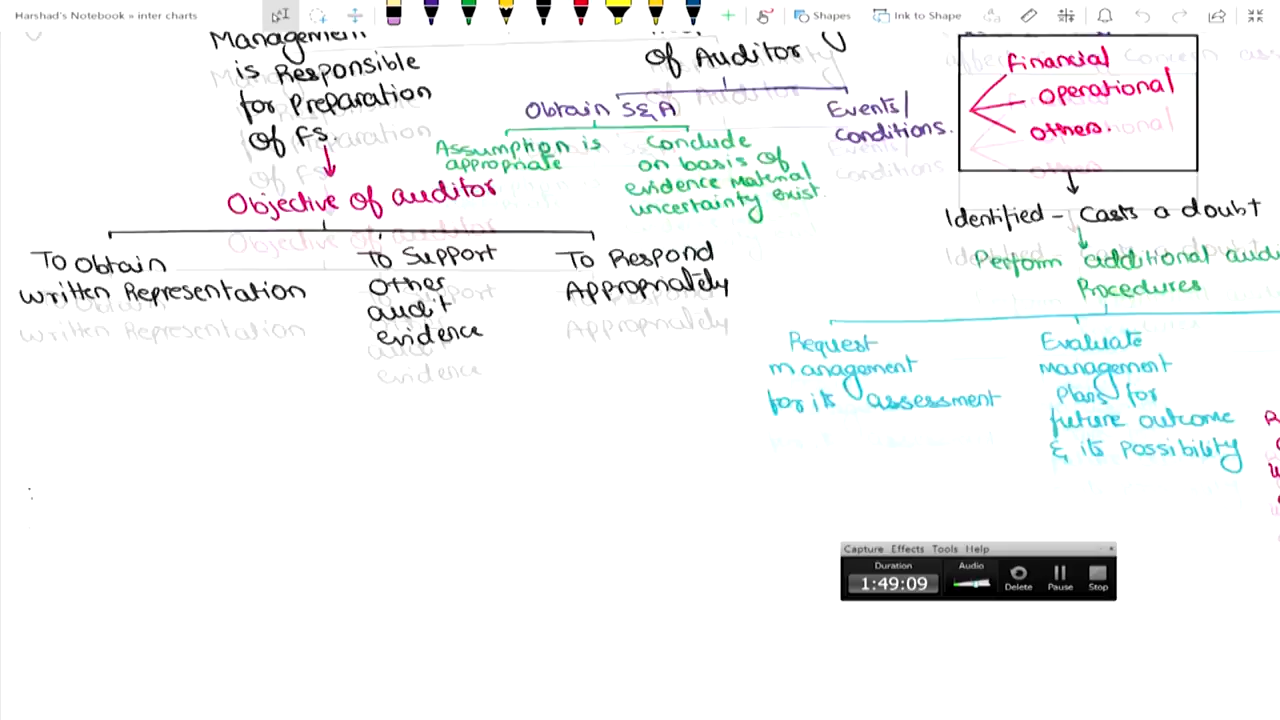 Harshad's Notebook » inter charts
Shapes
Ink to Shape
Management
is Responsible
for Preparation
of FS.
Objective of auditor
To Obtain
written Representation
To Support
Other
audit
evidence
To Respond
Appropriately
of Auditor
Obtain S&A
Assumption is
appropriate
Conclude
on basis of
evidence Material
uncertainty exist.
Events/
conditions.
Financial
operational
others.
Identified - Casts a doubt
Perform additional
Procedures
Request
management
for its assessment
Evaluate
Management
Plans for
future outcome
& its possibility
Capture Effects Tools Help
Duration
1:49:09
Audio
Delete
Pause
Stop